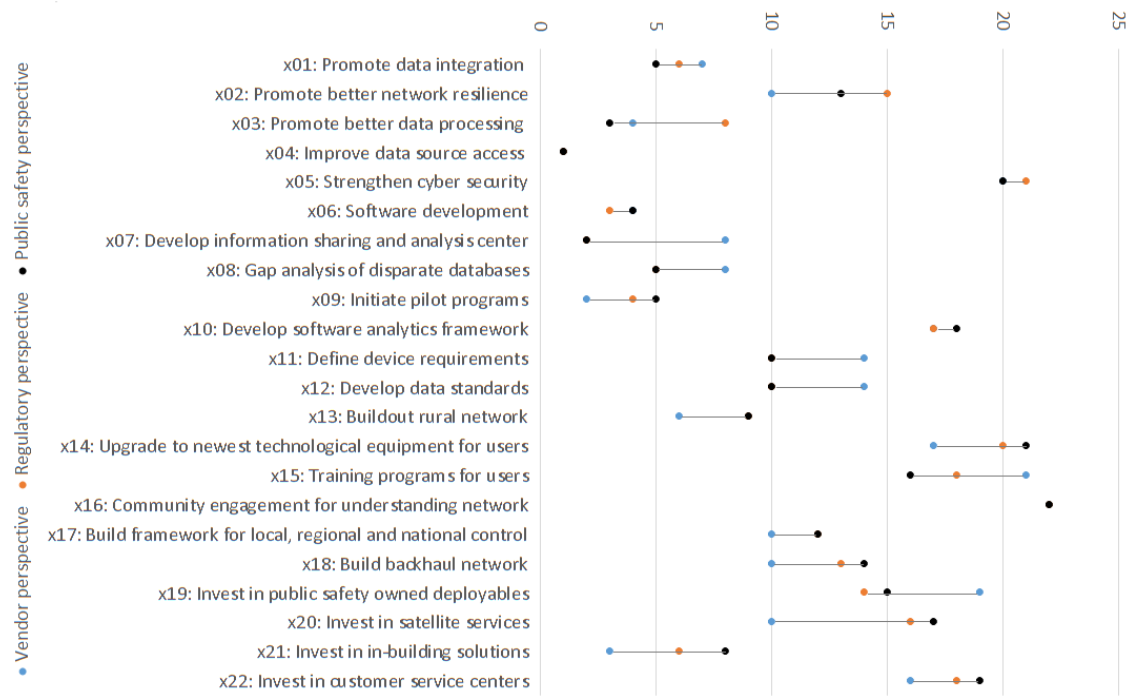 0 5 10 15 20 25
x01: Promote data integration
x02: Promote better network resilience
x03: Promote better data processing
x04: Improve data source access
x05: Strengthen cyber security
x06: Software development
x07: Develop information sharing and analysis center
x08: Gap analysis of disparate databases
x09: Initiate pilot programs
x10: Develop software analytics framework
x11: Define device requirements
x12: Develop data standards
x13: Buildout rural network
x14: Upgrade to newest technological equipment for users
x15: Training programs for users
x16: Community engagement for understanding network
x17: Build framework for local, regional and national control
x18: Build backhaul network
x19: Invest in public safety owned deployables
x20: Invest in satellite services
x21: Invest in in-building solutions
x22: Invest in customer service centers
Vendor perspective
Regulatory perspective
Public safety perspective